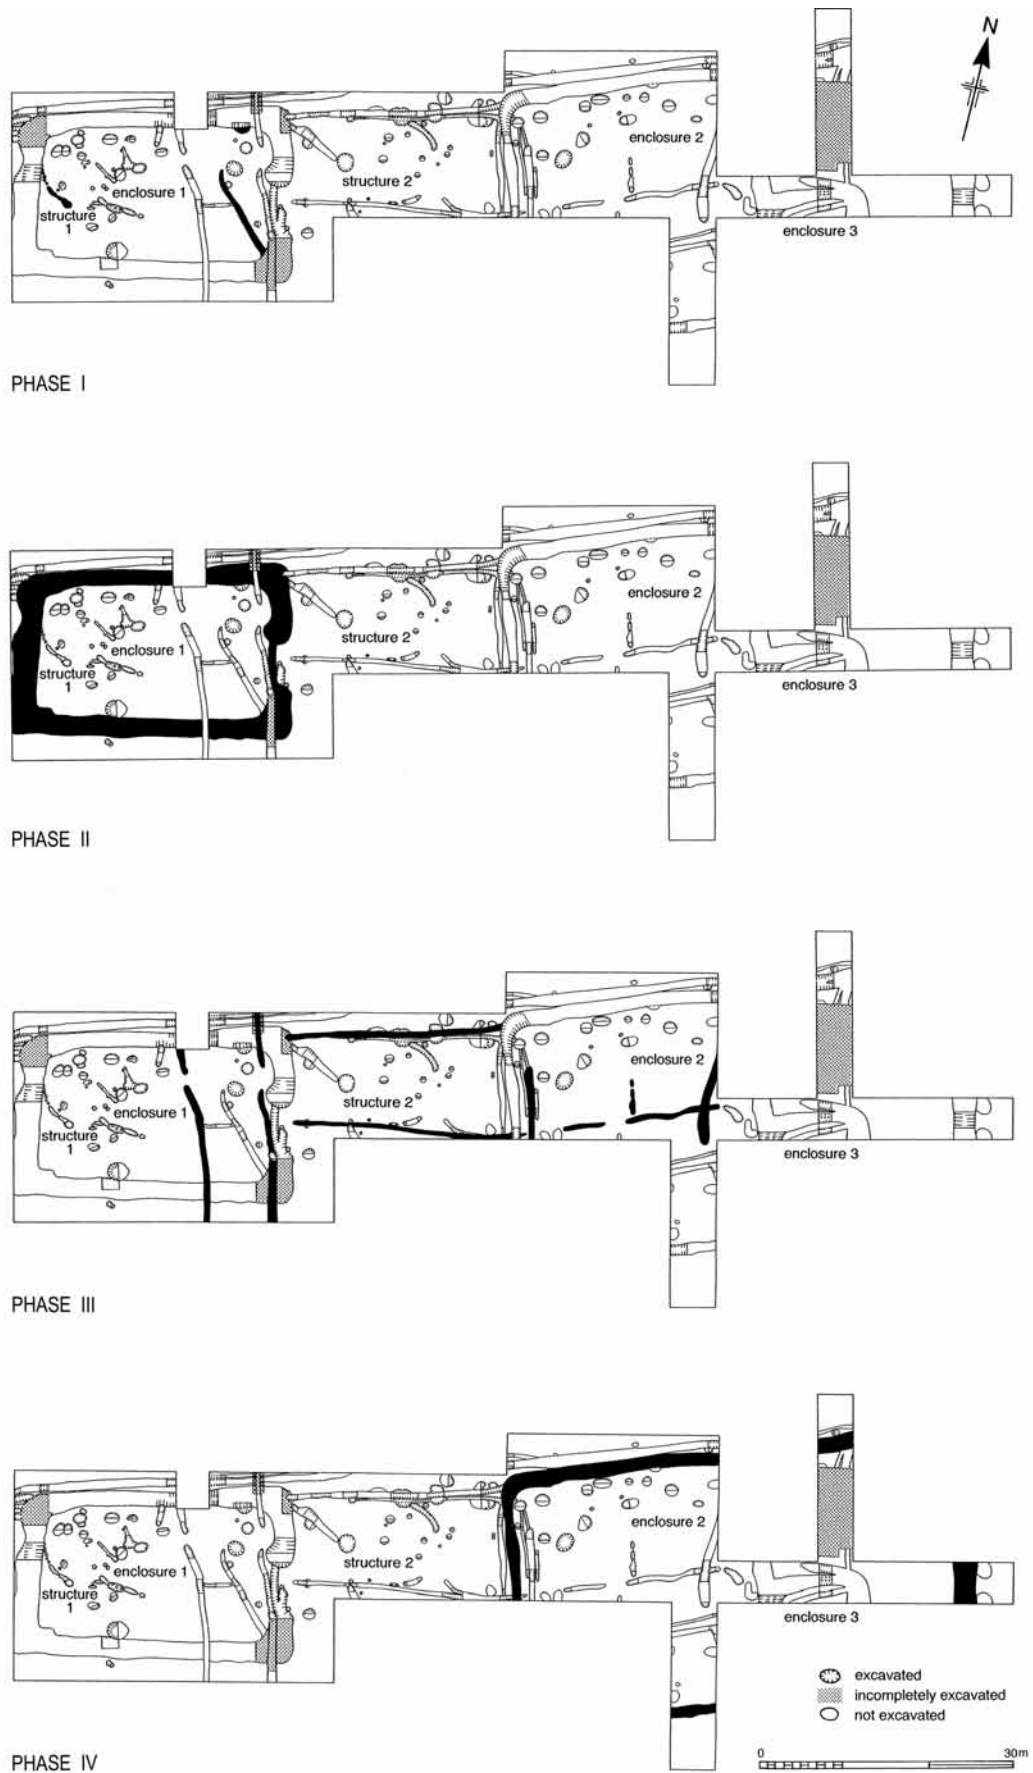 N
enclosure 2
enclosure 1
structure 2
structure
1
enclosure 3
PHASE I
enclosure 2
enclosure 1
structure 2
structure
1
enclosure 3
PHASE II
enclosure 2
enclosure 1
structure 2
structure
1
enclosure 3
PHASE III
enclosure 2
enclosure 1
structure 2
structure
1
enclosure 3
excavated
incompletely excavated
not excavated
0 30m
PHASE IV